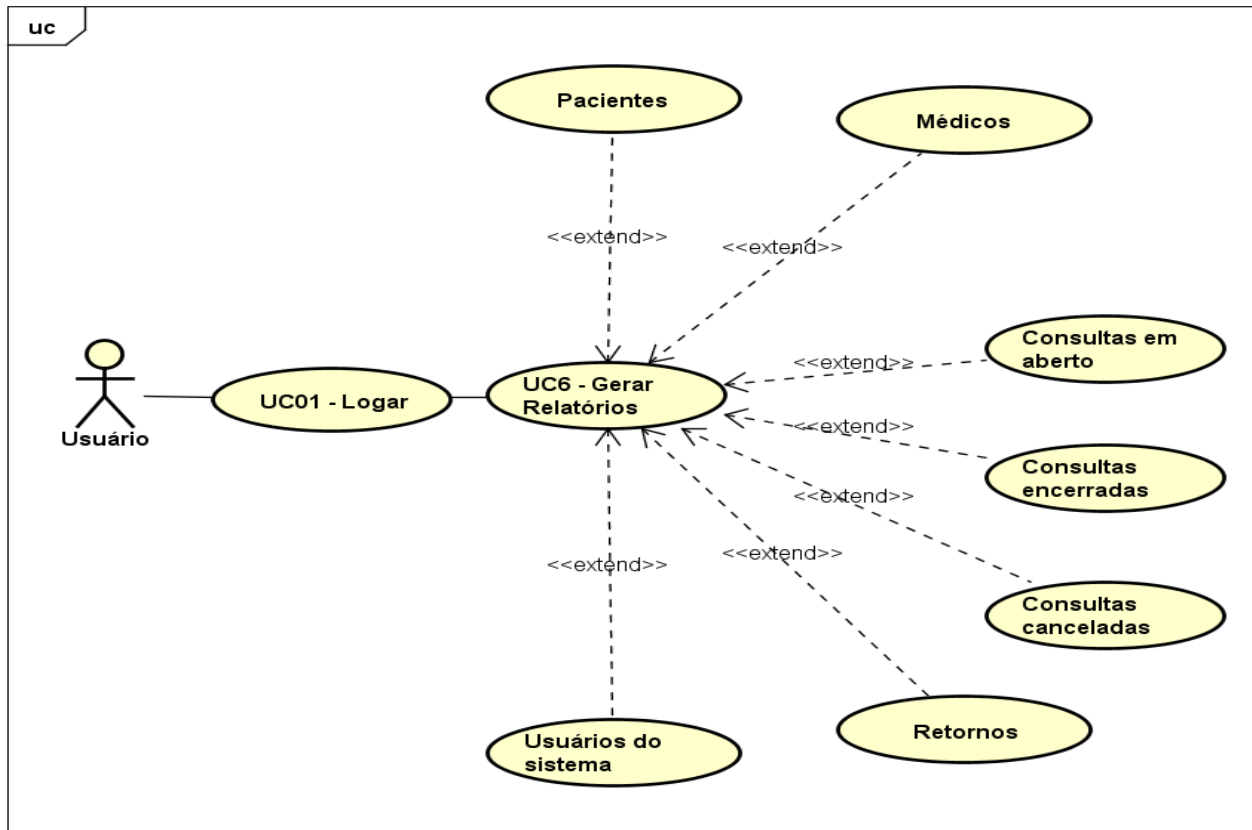 uc
Pacientes
Médicos
<<extend>>
<<extend>>
Consultas em
aberto
<<extend>>
UC6 - Gerar
Relatórios
UC01 - Logar
Usuário
<<extend>>
Consultas
encerradas
<<extend>>
<<extend>>
<<extend>>
Consultas
canceladas
Retornos
Usuários do
sistema